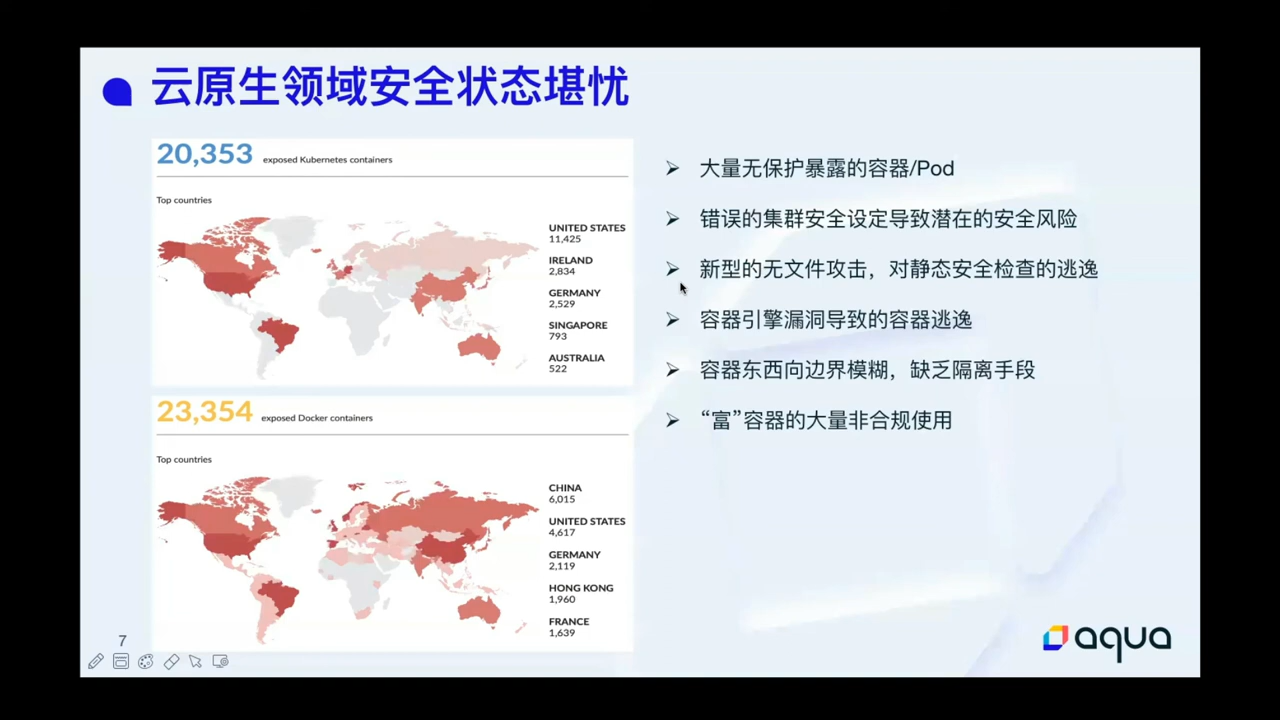 云原生领域安全状态堪忧
20,353 exposed Kubernetes containers
Top countries
UNITED STATES
11,425
IRELAND
2,834
GERMANY
2,529
SINGAPORE
793
AUSTRALIA
522
23,354 exposed Docker containers
Top countries
CHINA
6,015
UNITED STATES
4,617
GERMANY
2,119
HONG KONG
1,960
FRANCE
1,639
大量无保护暴露的容器/Pod
错误的集群安全设定导致潜在的安全风险
新型的无文件攻击，对静态安全检查的逃逸
容器引擎漏洞导致的容器逃逸
容器东西向边界模糊，缺乏隔离手段
“富”容器的大量非合规使用
7
aqua